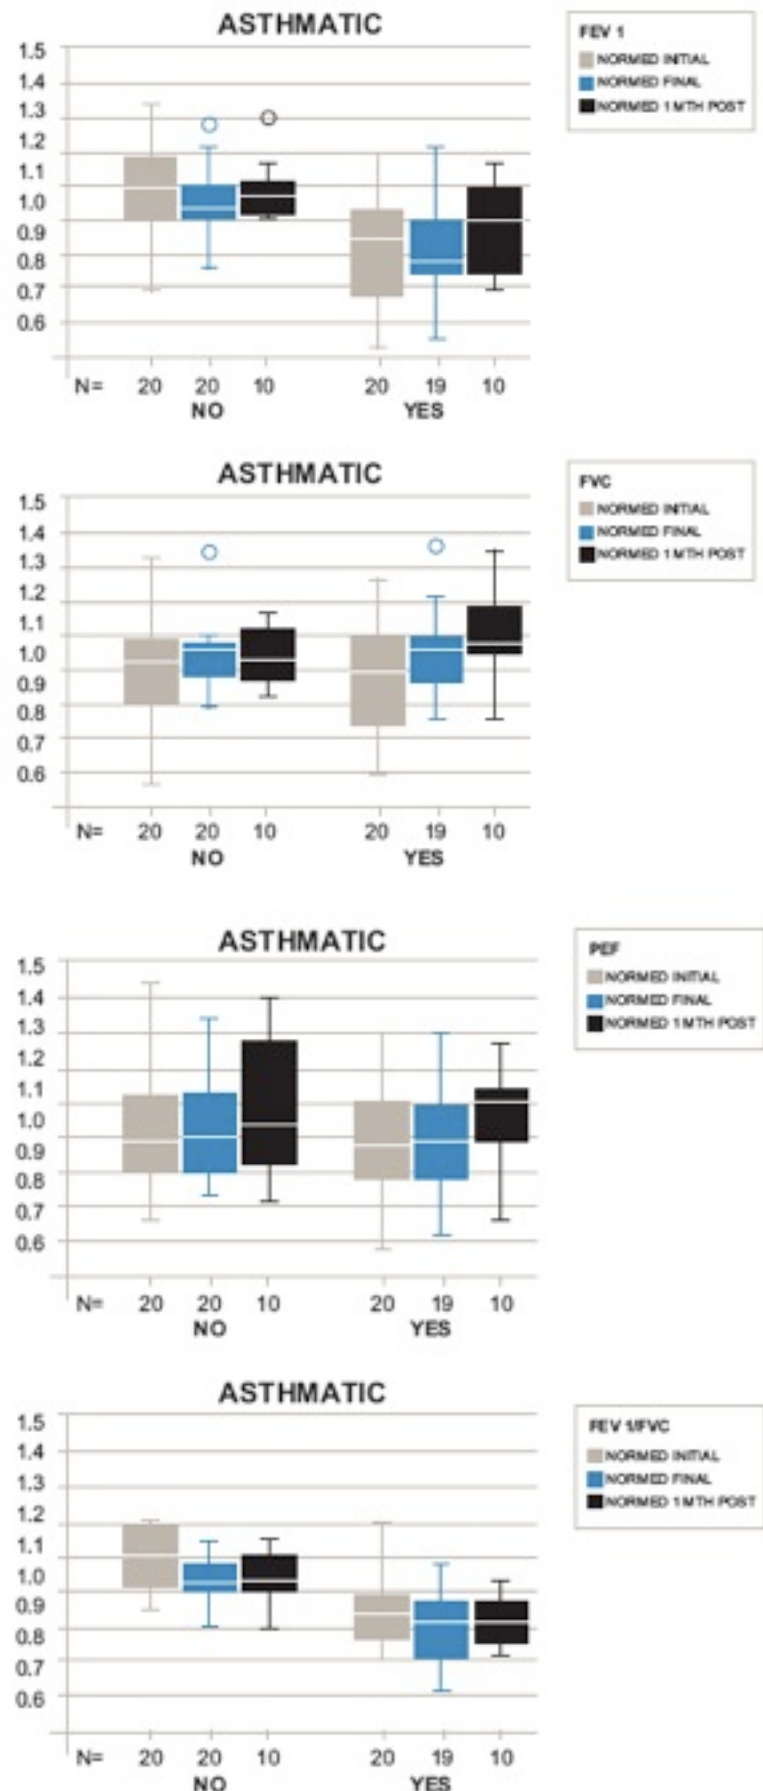 ASTHMATIC
1.5
1.4
1.3
1.2
1.1
1.0
0.9
0.8
0.7
0.6
N= 20 20 10 20 19 10
NO YES
FEV 1
NORMED INITIAL
NORMED FINAL
NORMED 1 MTH POST
ASTHMATIC
1.5
1.4
1.3
1.2
1.1
1.0
0.9
0.8
0.7
0.6
N= 20 20 10 20 19 10
NO YES
FVC
NORMED INITIAL
NORMED FINAL
NORMED 1 MTH POST
ASTHMATIC
1.5
1.4
1.3
1.2
1.1
1.0
0.9
0.8
0.7
0.6
N= 20 20 10 20 19 10
NO YES
PEF
NORMED INITIAL
NORMED FINAL
NORMED 1 MTH POST
ASTHMATIC
1.5
1.4
1.3
1.2
1.1
1.0
0.9
0.8
0.7
0.6
N= 20 20 10 20 19 10
NO YES
FEV 1/FVC
NORMED INITIAL
NORMED FINAL
NORMED 1 MTH POST